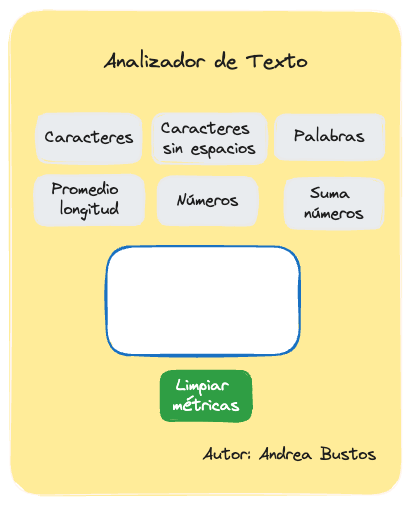 Analizador de Texto
Caracteres
Caracteres
sin espacios
Palabras
Promedio
longitud
Números
Suma
números
Limpiar
métricas
Autor: Andrea Bustos